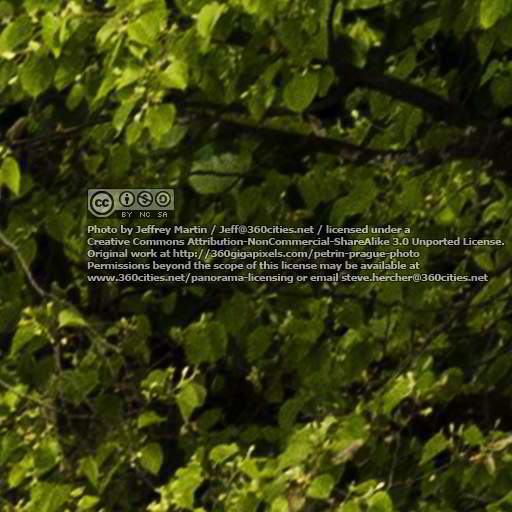 cc
BY NC SA
Photo by Jeffrey Martin / Jeff@360cities.net / licensed under a
Creative Commons Attribution-NonCommercial-ShareAlike 3.0 Unported License.
Original work at http://360gigapixels.com/petrin-prague-photo
Permissions beyond the scope of this license may be available at
www.360cities.net/panorama-licensing or email steve.hercher@360cities.net